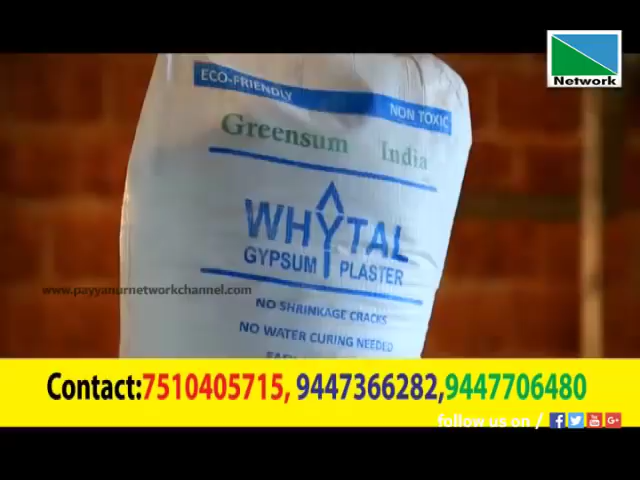 Network
ECO-FRIENDLY NON TOXIC
Greensum India
WHYTAL
GYPSUM PLASTER
www.payyanurnetworkchannel.com
NO SHRINKAGE CRACKS
NO WATER CURING NEEDED
Contact:7510405715, 9447366282,9447706480
follow us on /